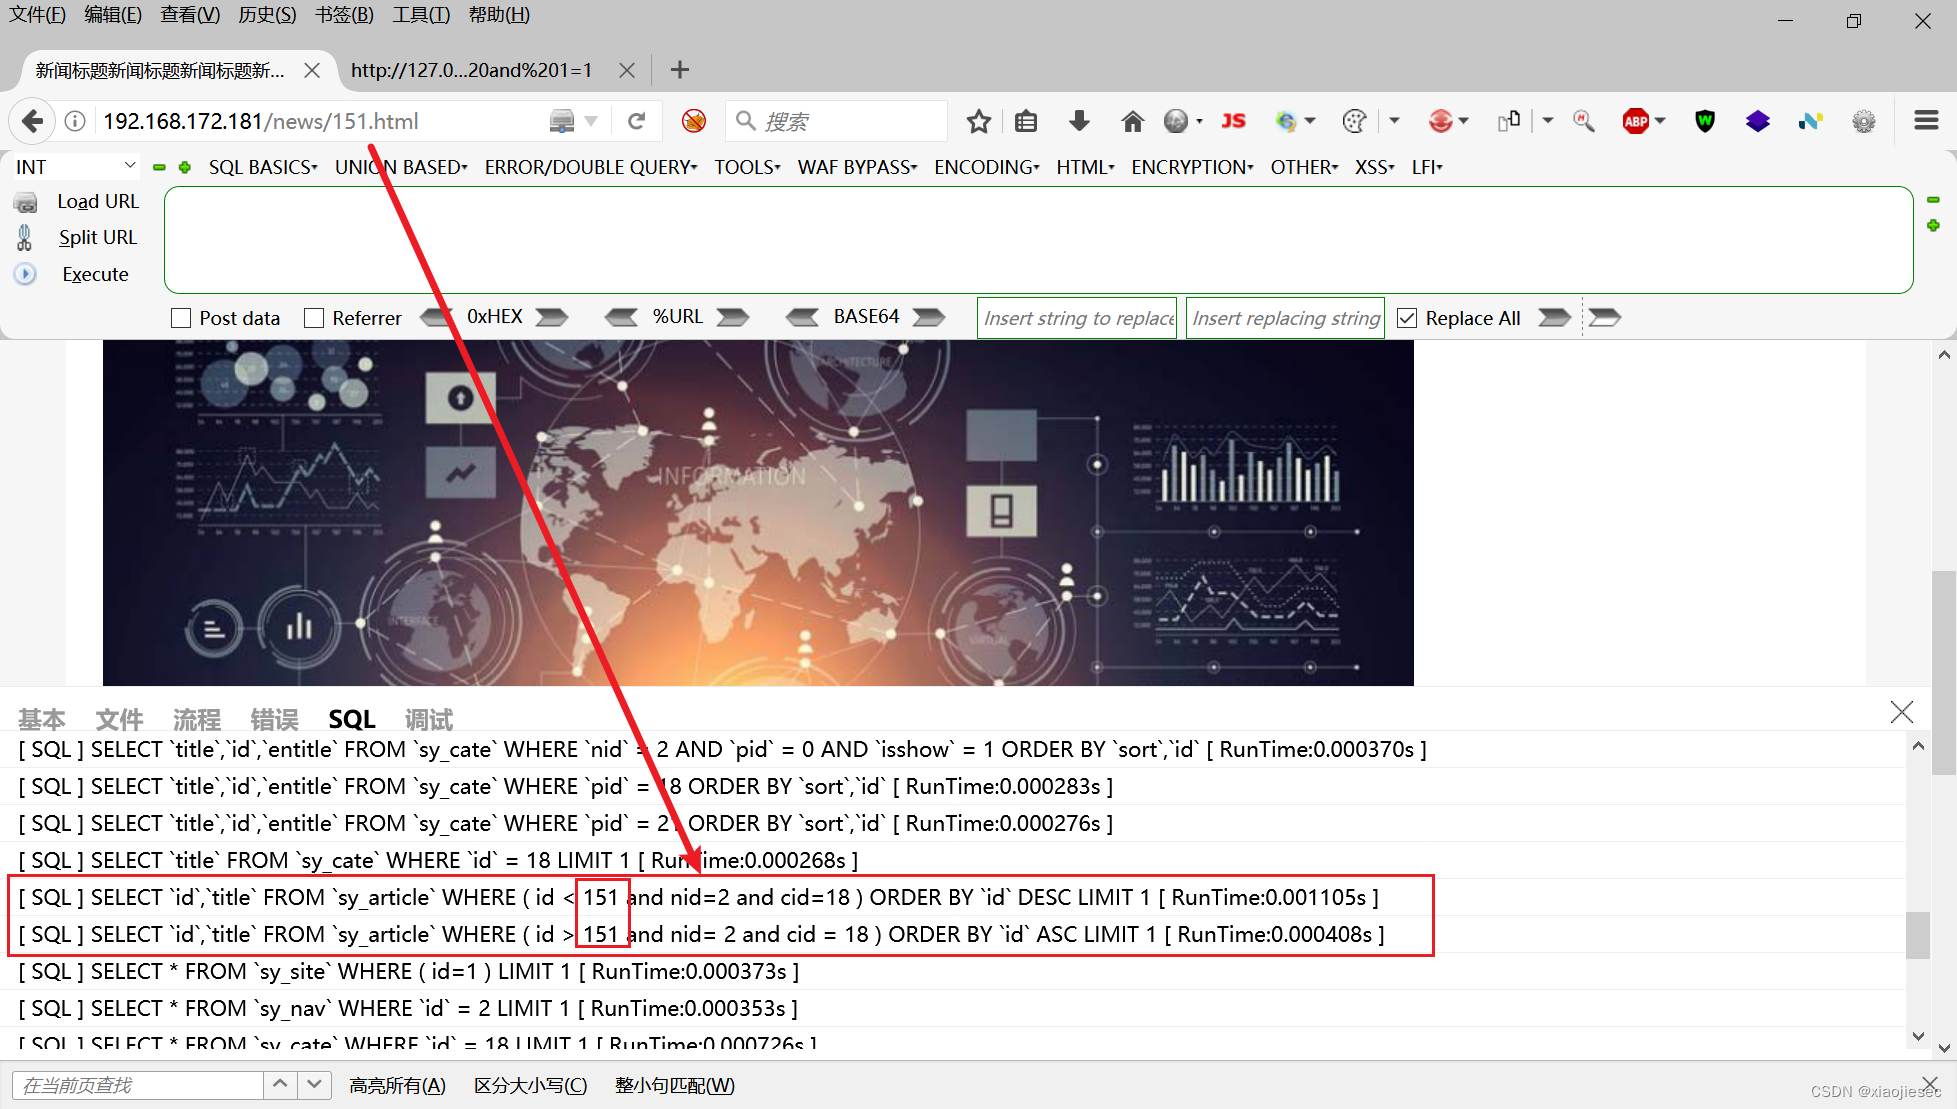 文件(F) 编辑(E) 查看(V) 历史(S) 书签(B) 工具(T) 帮助(H)
新闻标题新闻标题新闻标题新... http://127.0...20and%201=1
192.168.172.181/news/151.html 搜索 JS ABP W
INT SQL BASICS UNION BASED ERROR/DOUBLE QUERY TOOLS WAF BYPASS ENCODING HTML ENCRYPTION OTHER XSS LFI
Load URL
Split URL
Execute
Post data Referrer 0xHEX %URL BASE64 Insert string to replace Insert replacing string Replace All
ARCHITECTURE
INFORMATION
INTERFACE
VIRTUAL
基本 文件 流程 错误 SQL 调试
[ SQL ] SELECT `title`,`id`,`entitle` FROM `sy_cate` WHERE `nid` = 2 AND `pid` = 0 AND `isshow` = 1 ORDER BY `sort`,`id` [ RunTime:0.000370s ]
[ SQL ] SELECT `title`,`id`,`entitle` FROM `sy_cate` WHERE `pid` = 18 ORDER BY `sort`,`id` [ RunTime:0.000283s ]
[ SQL ] SELECT `title`,`id`,`entitle` FROM `sy_cate` WHERE `pid` = 21 ORDER BY `sort`,`id` [ RunTime:0.000276s ]
[ SQL ] SELECT `title` FROM `sy_cate` WHERE `id` = 18 LIMIT 1 [ RunTime:0.000268s ]
[ SQL ] SELECT `id`,`title` FROM `sy_article` WHERE ( id < 151 and nid=2 and cid=18 ) ORDER BY `id` DESC LIMIT 1 [ RunTime:0.001105s ]
[ SQL ] SELECT `id`,`title` FROM `sy_article` WHERE ( id > 151 and nid= 2 and cid = 18 ) ORDER BY `id` ASC LIMIT 1 [ RunTime:0.000408s ]
[ SQL ] SELECT * FROM `sy_site` WHERE ( id=1 ) LIMIT 1 [ RunTime:0.000373s ]
[ SQL ] SELECT * FROM `sy_nav` WHERE `id` = 2 LIMIT 1 [ RunTime:0.000353s ]
[ SQL ] SELECT * FROM `sy_cate` WHERE `id` = 18 LIMIT 1 [ RunTime:0.000726s ]
在当前页查找 高亮所有(A) 区分大小写(C) 整小句匹配(W)
CSDN @xiaojiesec